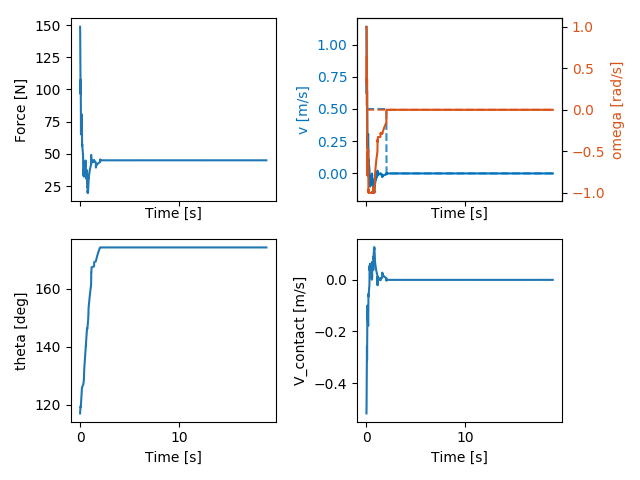 150
125
100
75
50
25
Force [N]
Time [s]
1.00
0.75
0.50
0.25
0.00
v [m/s]
1.0
0.5
0.0
−0.5
−1.0
omega [rad/s]
Time [s]
160
140
120
theta [deg]
0 10
Time [s]
0.0
−0.2
−0.4
V_contact [m/s]
0 10
Time [s]